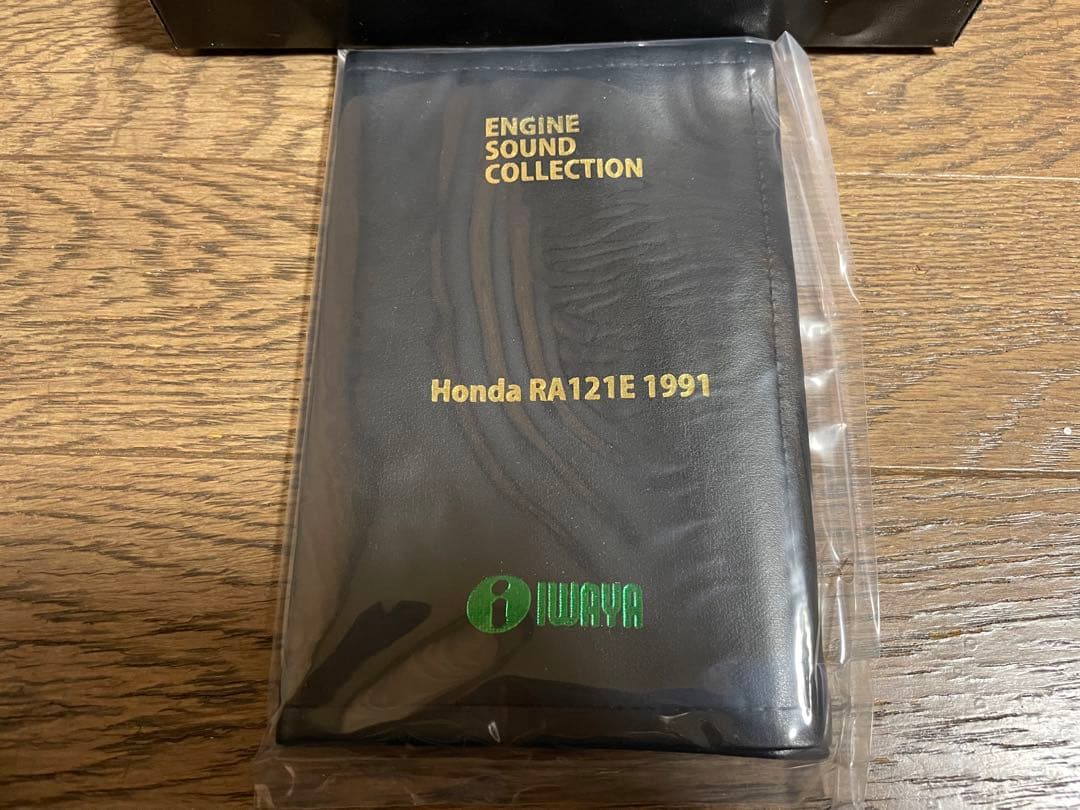 ENGINE
SOUND
COLLECTION
Honda RA121E 1991
i IWAYA